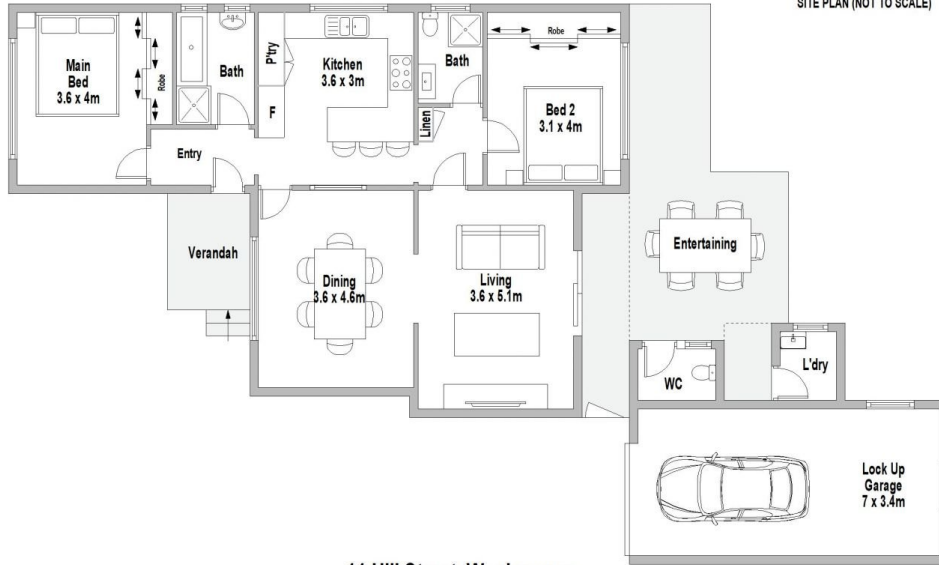 SITE PLAN (NOT TO SCALE)
Main
Bed
3.6 x 4m
Robe
Bath
P'try
F
Kitchen
3.6 x 3m
Bath
Linen
Robe
Bed 2
3.1 x 4m
Entry
Verandah
Dining
3.6 x 4.6m
Living
3.6 x 5.1m
Entertaining
WC
L'dry
Lock Up
Garage
7 x 3.4m